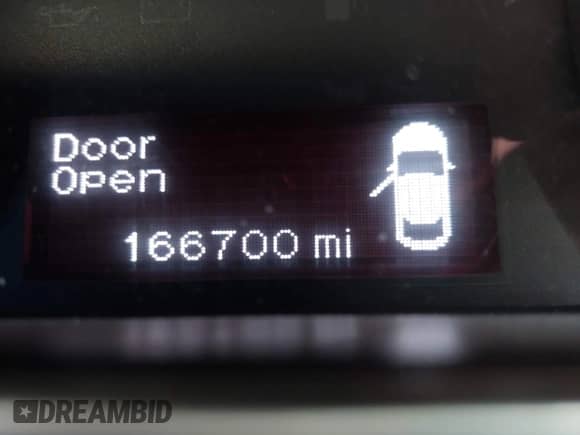 Door
Open
166700 mi
DREAMBID